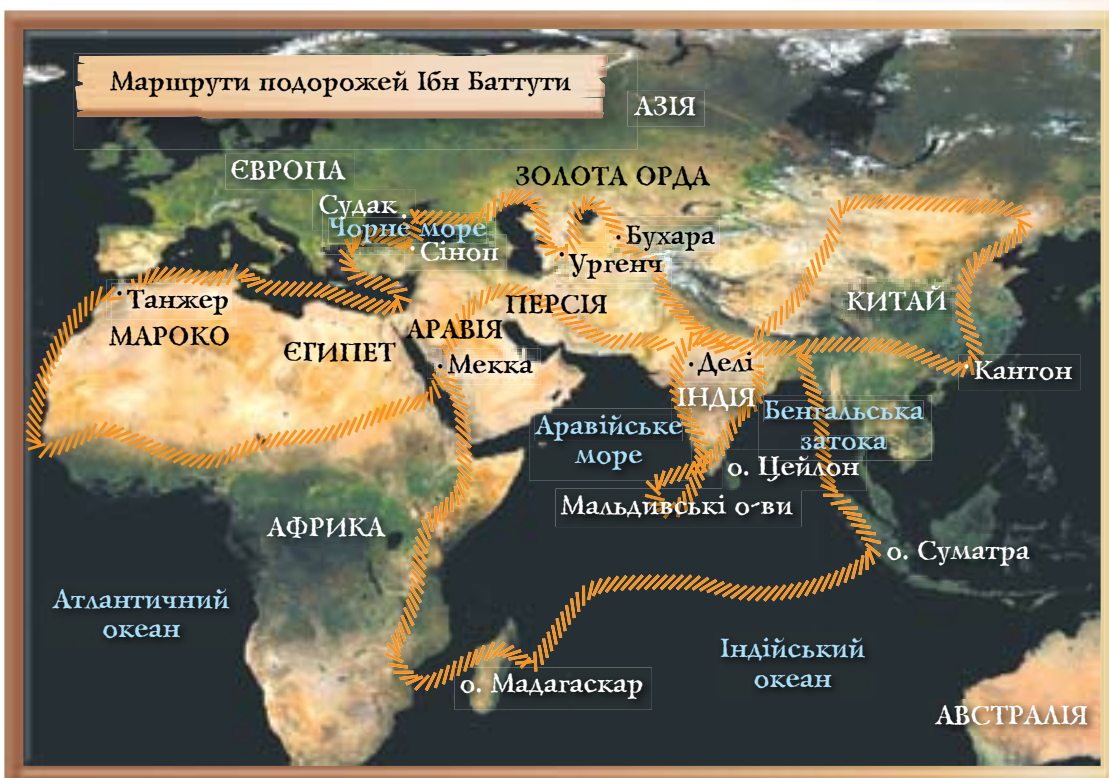 Маршрути подорожей Ібн Баттути
АЗІЯ
ЄВРОПА
ЗОЛОТА ОРДА
Судак
Чорне море
Сіноп
Бухара
Ургенч
Танжер
МАРОКО
ПЕРСІЯ
КИТАЙ
АРАВІЯ
ЄГИПЕТ
Мекка
Делі
Кантон
ІНДІЯ
Аравійське
море
Бенгальська
затока
о. Цейлон
Мальдивські о-ви
АФРИКА
о. Суматра
Атлантичний
океан
Індійський
океан
о. Мадагаскар
АВСТРАЛІЯ